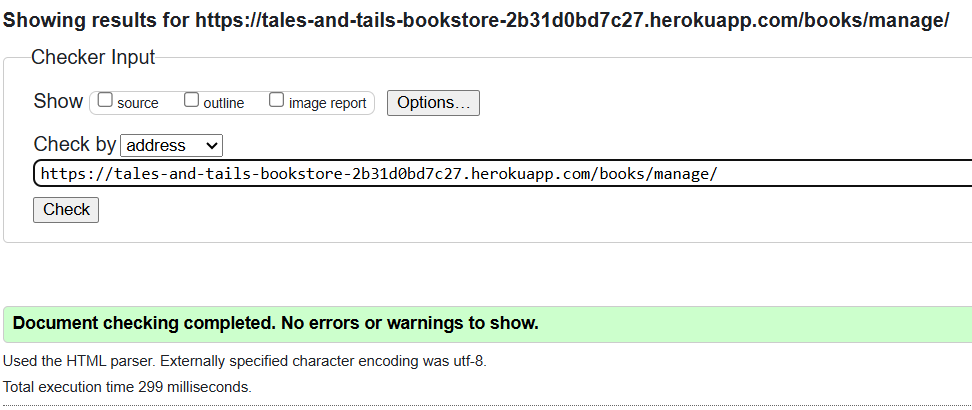 Showing results for https://tales-and-tails-bookstore-2b31d0bd7c27.herokuapp.com/books/manage/
Checker Input
Show source outline image report Options...
Check by address
https://tales-and-tails-bookstore-2b31d0bd7c27.herokuapp.com/books/manage/
Check
Document checking completed. No errors or warnings to show.
Used the HTML parser. Externally specified character encoding was utf-8.
Total execution time 299 milliseconds.